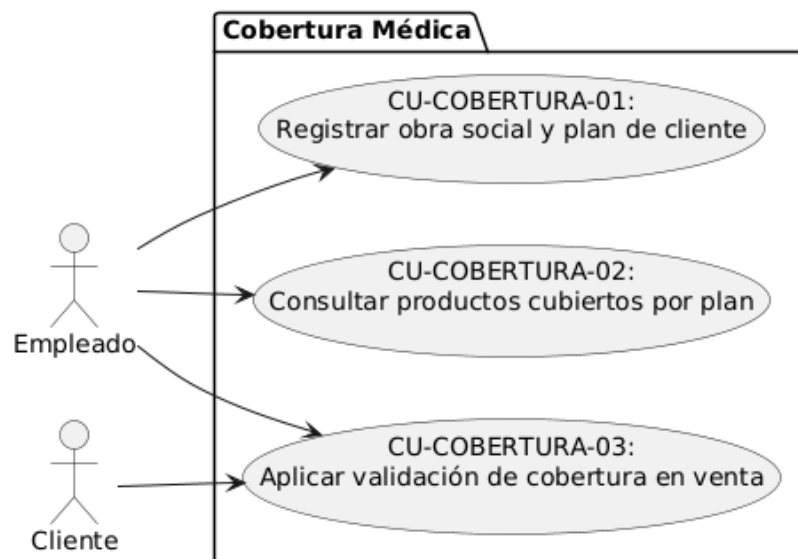 Cobertura Médica
CU-COBERTURA-01:
Registrar obra social y plan de cliente
CU-COBERTURA-02:
Consultar productos cubiertos por plan
Empleado
CU-COBERTURA-03:
Aplicar validación de cobertura en venta
Cliente